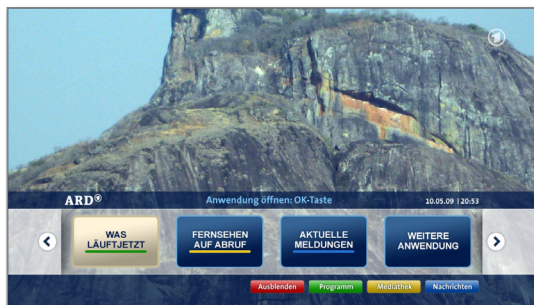 ARD
Anwendung öffnen: OK-Taste
10.05.09 | 20:53
WAS
LÄUFTJETZT
FERNSEHEN
AUF ABRUF
AKTUELLE
MELDUNGEN
WEITERE
ANWENDUNG
Ausblenden
Programm
Mediathek
Nachrichten